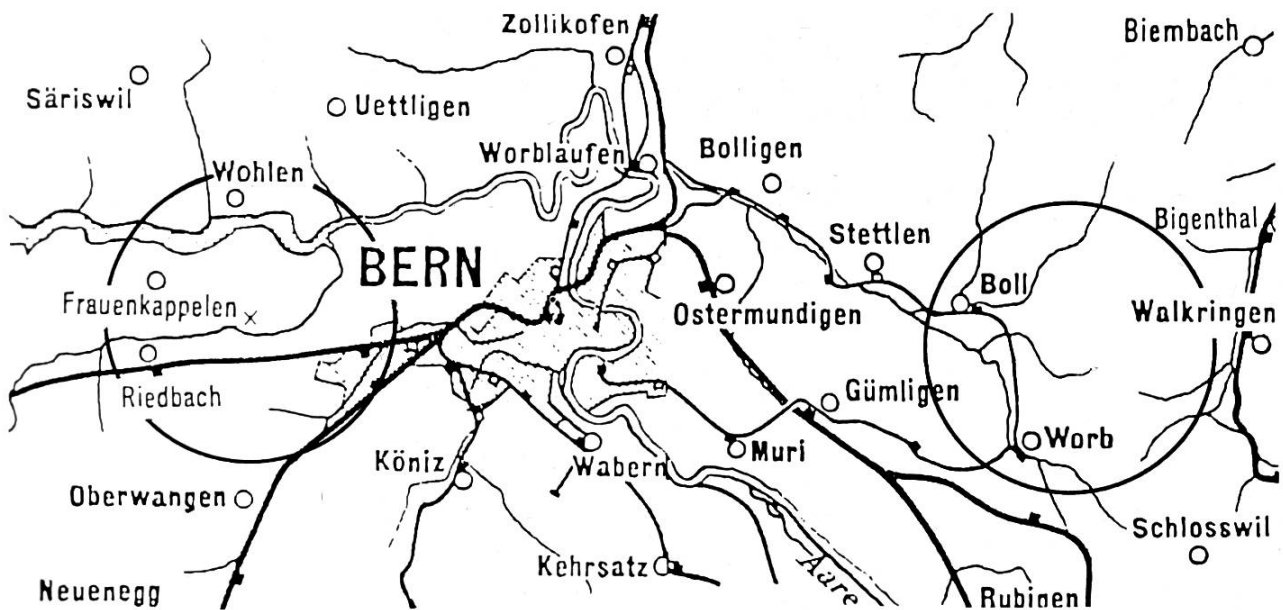 Zollikofen
Biembach
Säriswil
Uettligen
Worblaufen
Bolligen
Wohlen
Bigenthal
Stettlen
BERN
Boll
Frauenkappelen
Ostermundigen
Walkringen
Riedbach
Gümligen
Köniz
Wabern
Muri
Worb
Oberwangen
Schlosswil
Kehrsatz
Aare
Neuenegg
Rubigen